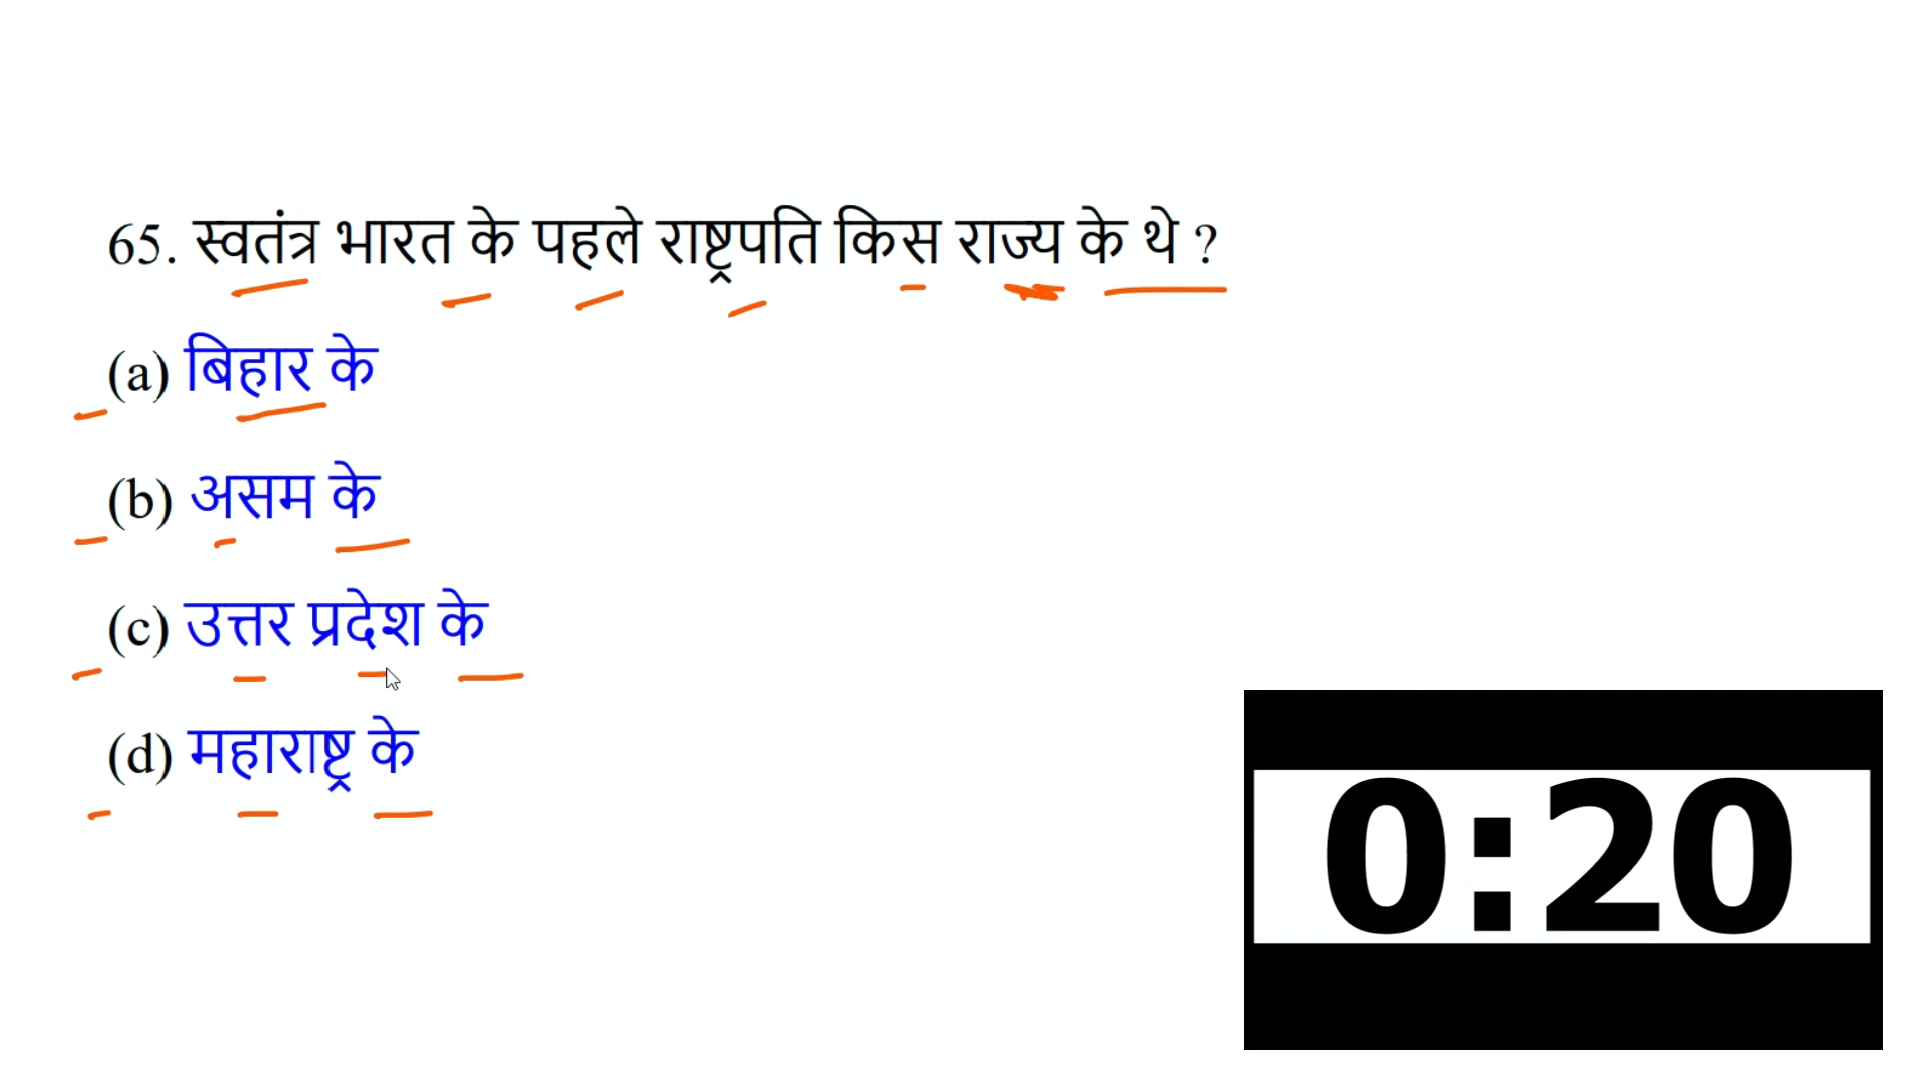 65. स्वतंत्र भारत के पहले राष्ट्रपति किस राज्य के थे ?
(a) बिहार के
(b) असम के
(c) उत्तर प्रदेश के
(d) महाराष्ट्र के
0:20